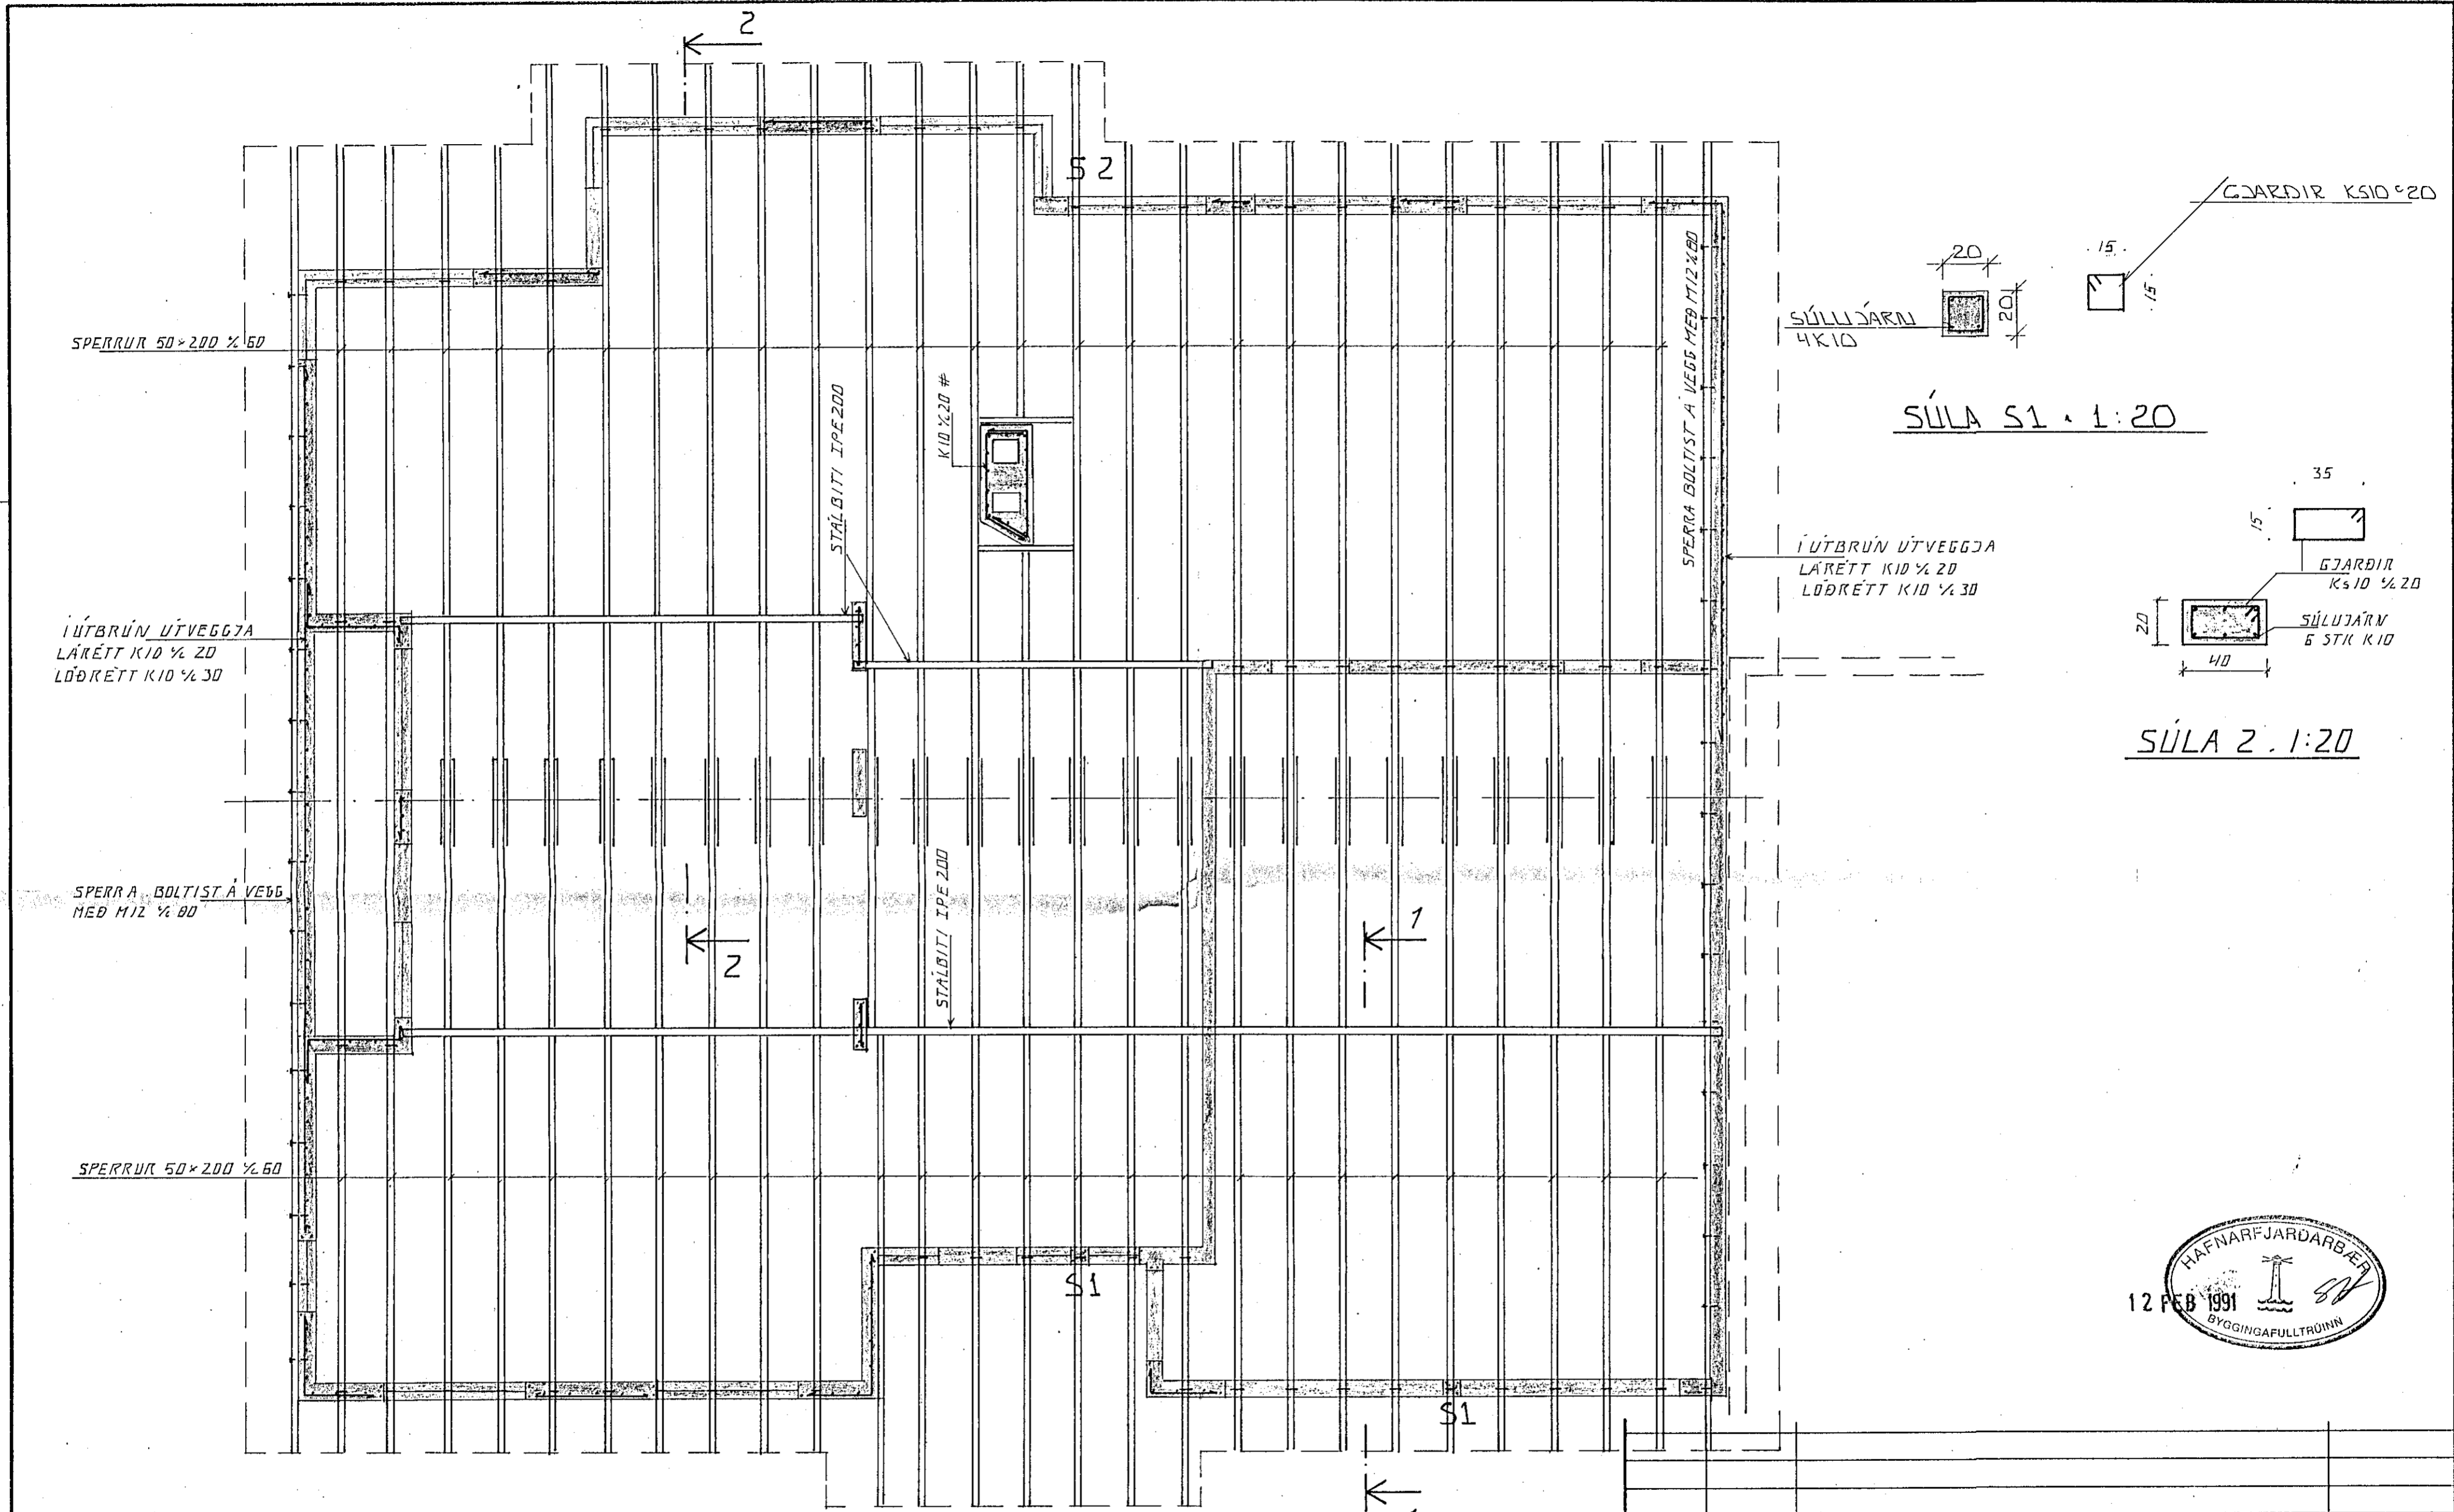 2
S2
GJARÐIR KS10 c 20
15
15
20
20
SÚLUJÁRN
4K10
SÚLA S1 . 1:20
SPERRUR 50×200 % 60
STÁLBITI IPE200
K10 % 20 #
SPERRA BOLTIST Á VEGG MEÐ M12 % 80
35
15
GJARÐIR
KS10 % 20
SÚLUJÁRN
6 STK K10
20
40
SÚLA 2 . 1:20
Í ÚTBRÚN ÚTVEGGJA
LÁRÉTT K10 % 20
LÓÐRÉTT K10 % 30
Í ÚTBRÚN ÚTVEGGJA
LÁRÉTT K10 % 20
LÓÐRÉTT K10 % 30
SPERRA BOLTIST Á VEGG
MEÐ M12 % 80
STÁLBITI IPE200
2
1
SPERRUR 50×200 % 60
S1
S1
HAFNARFJARÐARBÆR
12 FEB 1991
BYGGINGAFULLTRÚINN